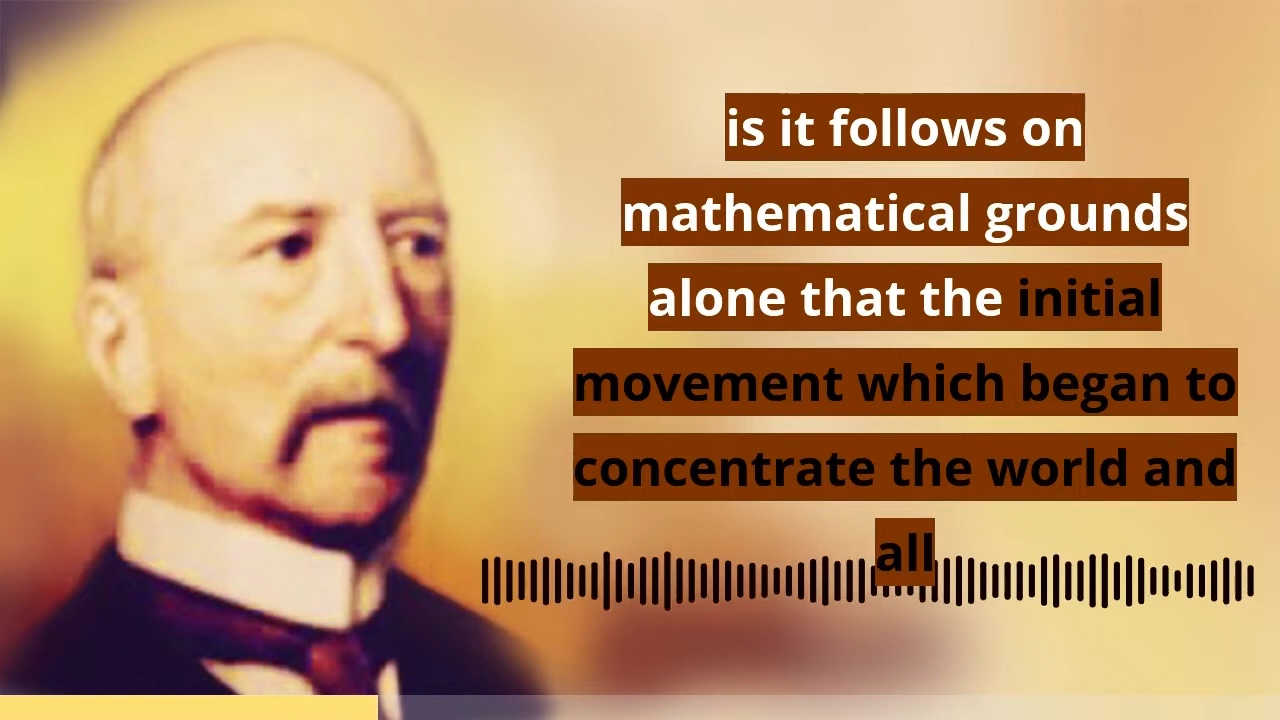 is it follows on
mathematical grounds
alone that the initial
movement which began to
concentrate the world and
all